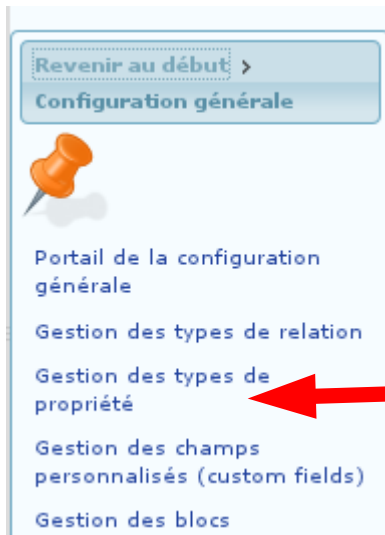 Revenir au début >
Configuration générale
Portail de la configuration
générale
Gestion des types de relation
Gestion des types de
propriété
Gestion des champs
personnalisés (custom fields)
Gestion des blocs